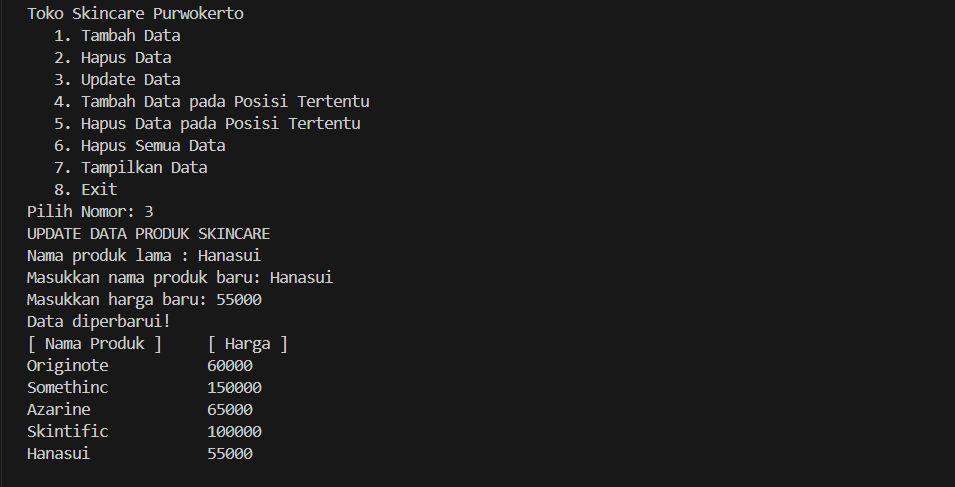 Toko Skincare Purwokerto
1. Tambah Data
2. Hapus Data
3. Update Data
4. Tambah Data pada Posisi Tertentu
5. Hapus Data pada Posisi Tertentu
6. Hapus Semua Data
7. Tampilkan Data
8. Exit
Pilih Nomor: 3
UPDATE DATA PRODUK SKINCARE
Nama produk lama : Hanasui
Masukkan nama produk baru: Hanasui
Masukkan harga baru: 55000
Data diperbarui!
[ Nama Produk ]     [ Harga ]
Originote           60000
Somethinc           150000
Azarine             65000
Skintific           100000
Hanasui             55000